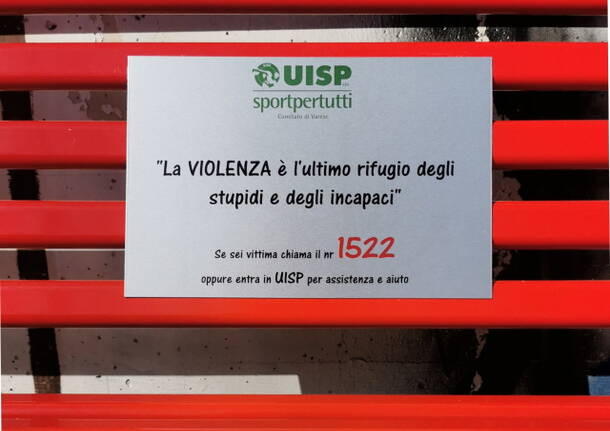 UISP
sportpertutti
Comitato di Varese
"La VIOLENZA è l'ultimo rifugio degli
stupidi e degli incapaci"
Se sei vittima chiama il nr 1522
oppure entra in UISP per assistenza e aiuto